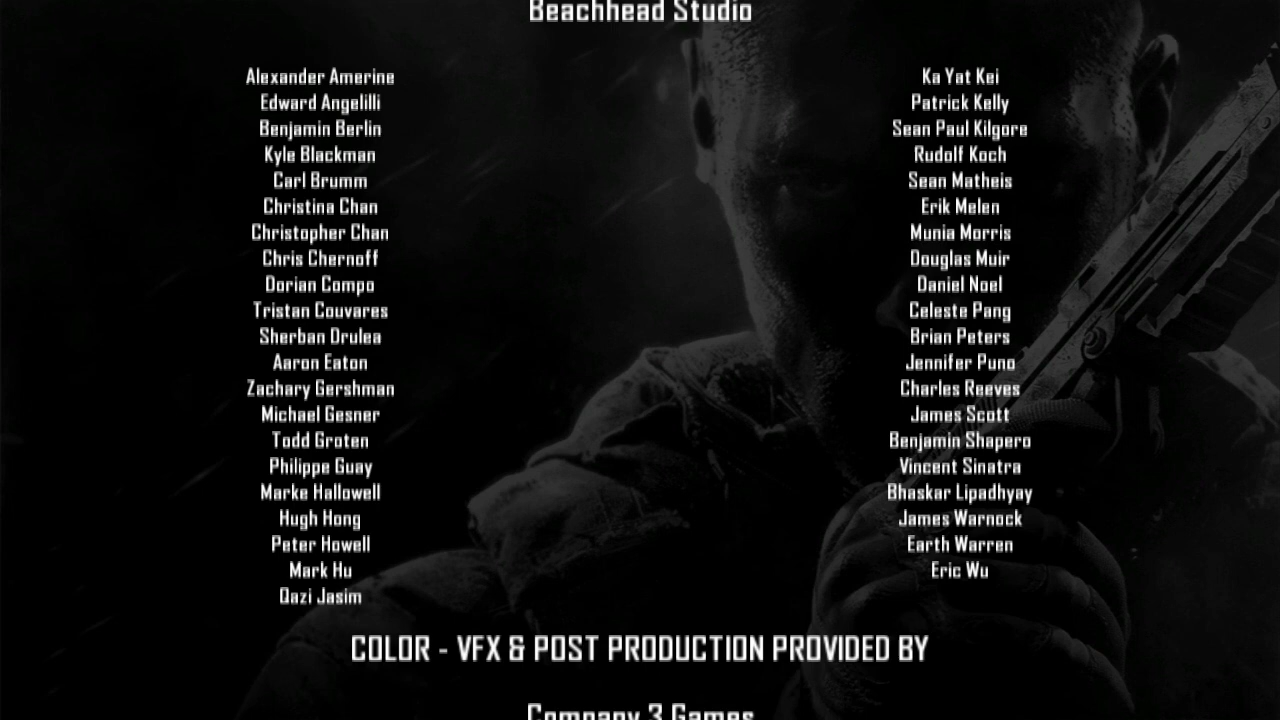 Beachhead Studio
Alexander Amerine
Edward Angelilli
Benjamin Berlin
Kyle Blackman
Carl Brumm
Christina Chan
Christopher Chan
Chris Chernoff
Dorian Compo
Tristan Couvares
Sherban Drulea
Aaron Eaton
Zachary Gershman
Michael Gesner
Todd Groten
Philippe Guay
Marke Hallowell
Hugh Hong
Peter Howell
Mark Hu
Qazi Jasim
Ka Yat Kei
Patrick Kelly
Sean Paul Kilgore
Rudolf Koch
Sean Matheis
Erik Melen
Munia Morris
Douglas Muir
Daniel Noel
Celeste Pang
Brian Peters
Jennifer Puno
Charles Reeves
James Scott
Benjamin Shapero
Vincent Sinatra
Bhaskar Lipadhyay
James Warnock
Earth Warren
Eric Wu
COLOR - VFX & POST PRODUCTION PROVIDED BY
Company 3 Games